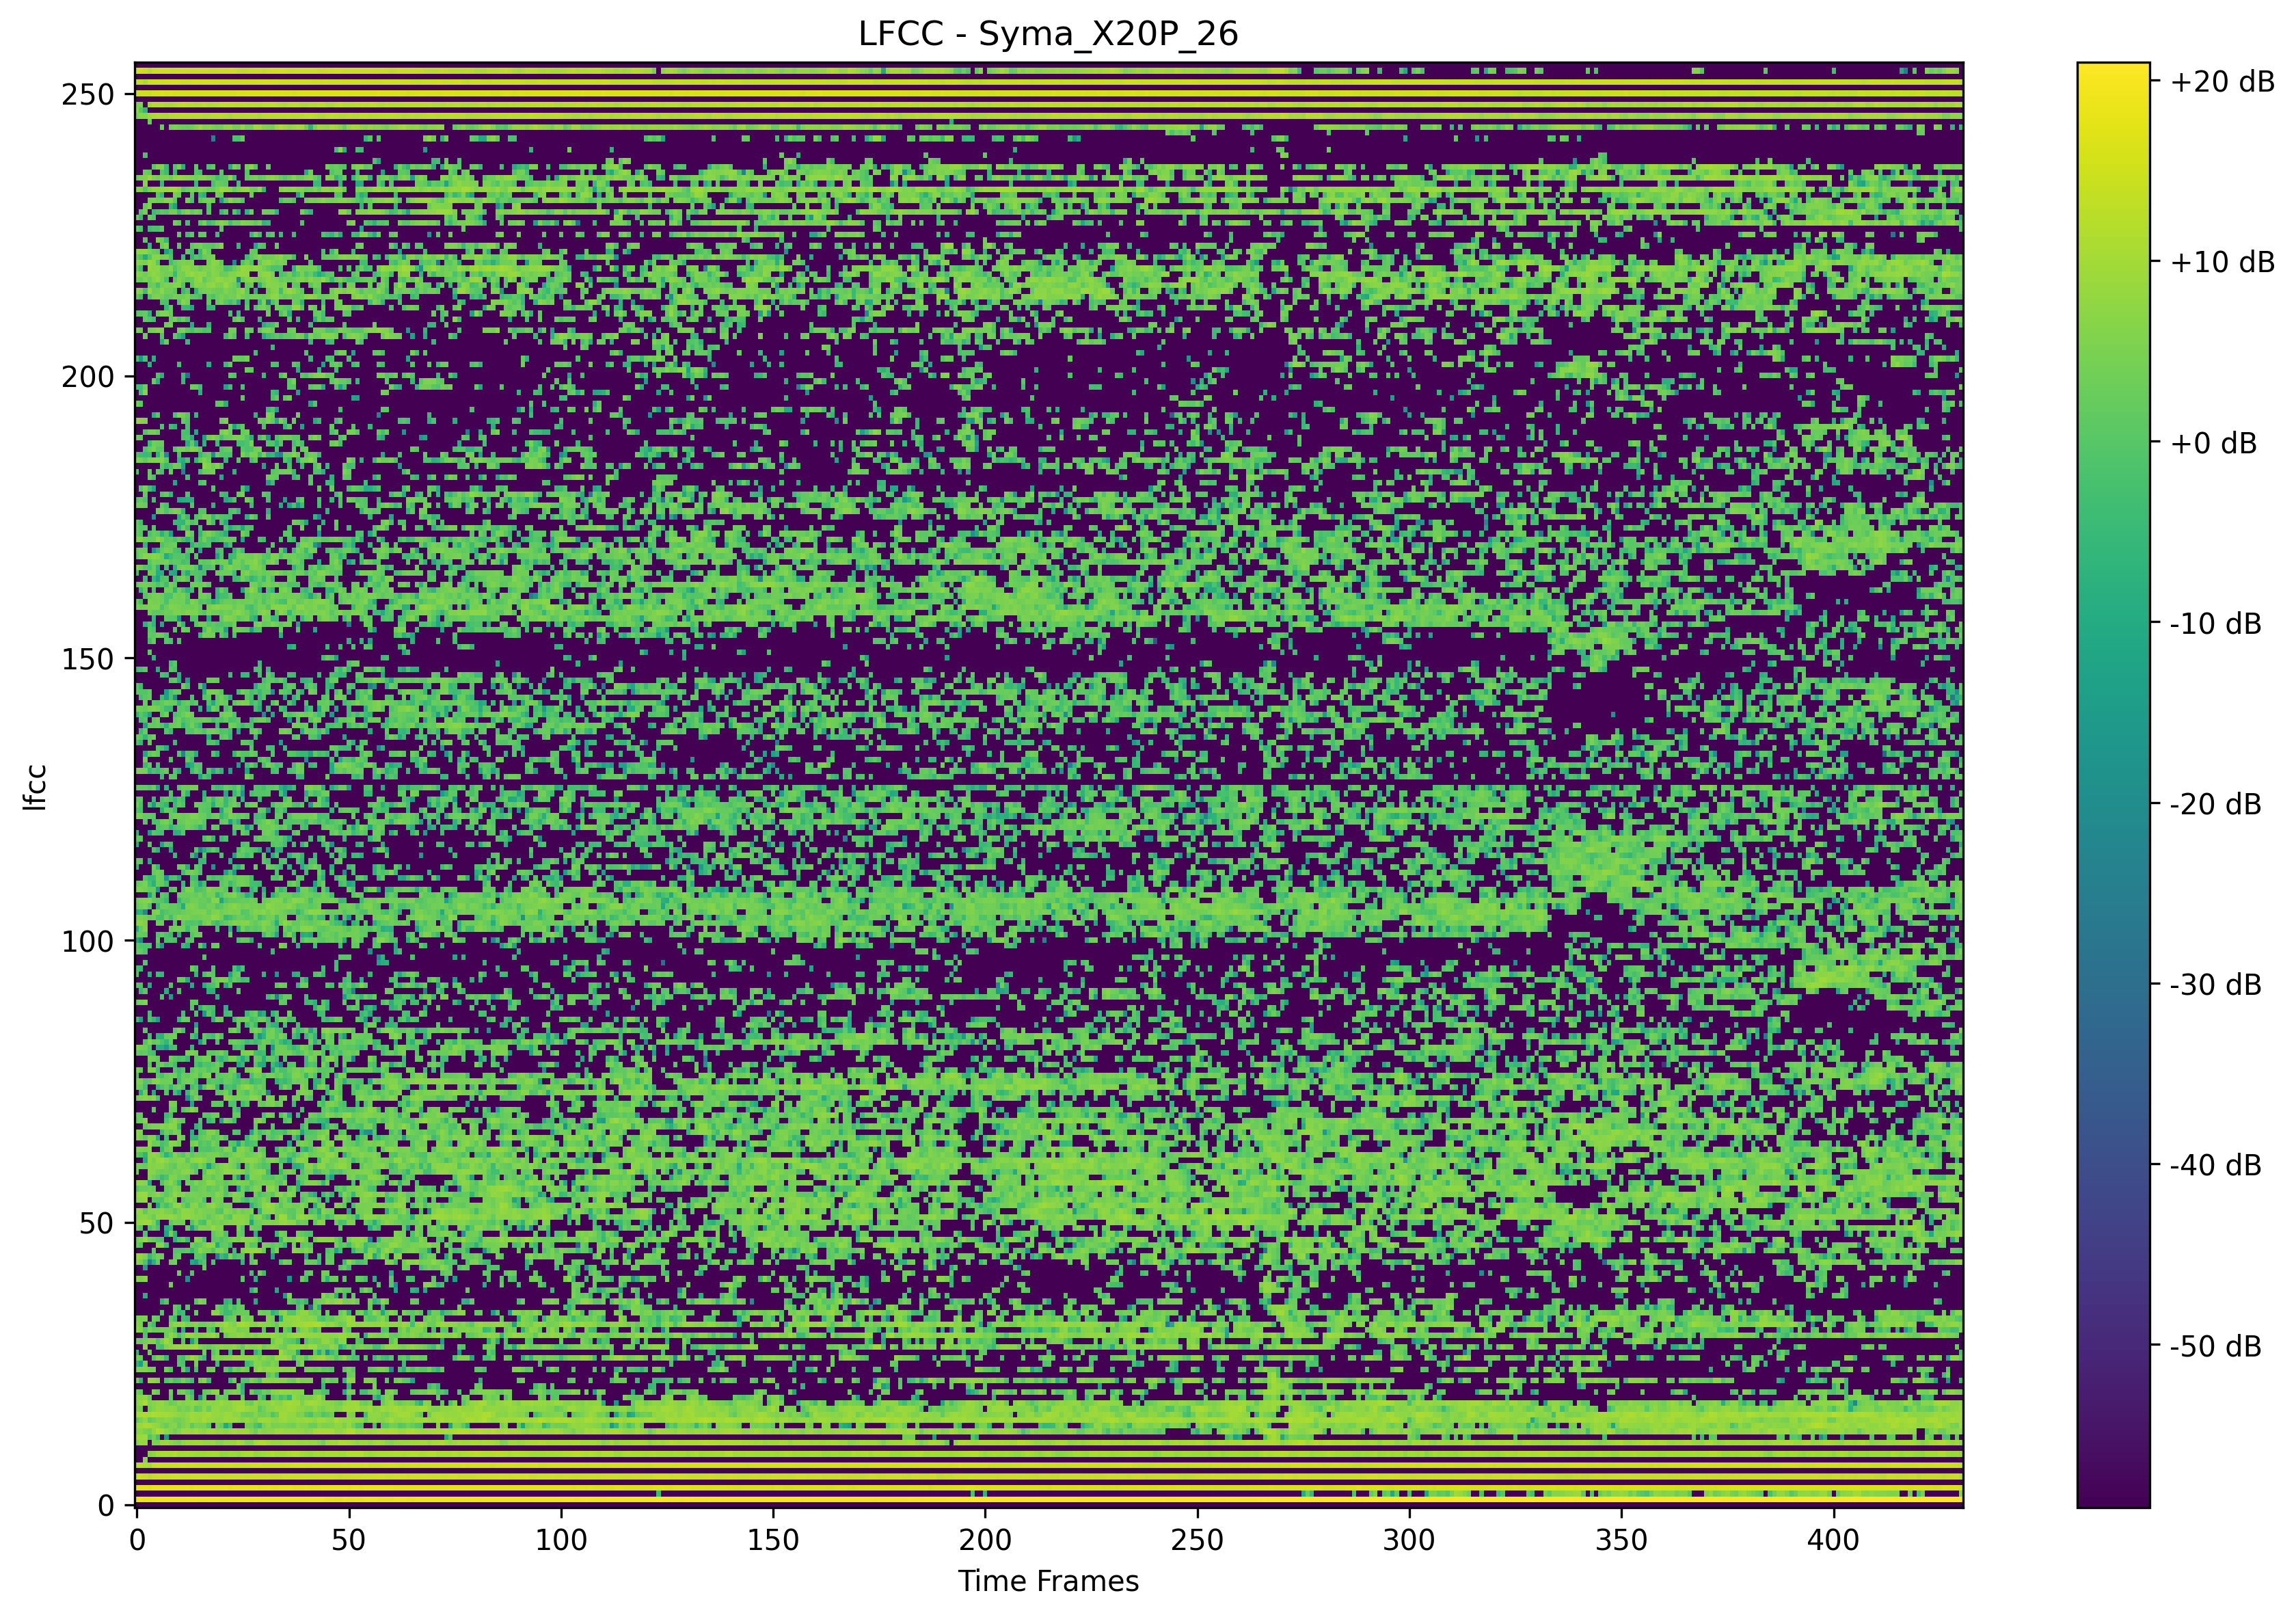 LFCC - Syma_X20P_26
250
200
150
100
50
0
lfcc
0 50 100 150 200 250 300 350 400
Time Frames
+20 dB
+10 dB
+0 dB
-10 dB
-20 dB
-30 dB
-40 dB
-50 dB